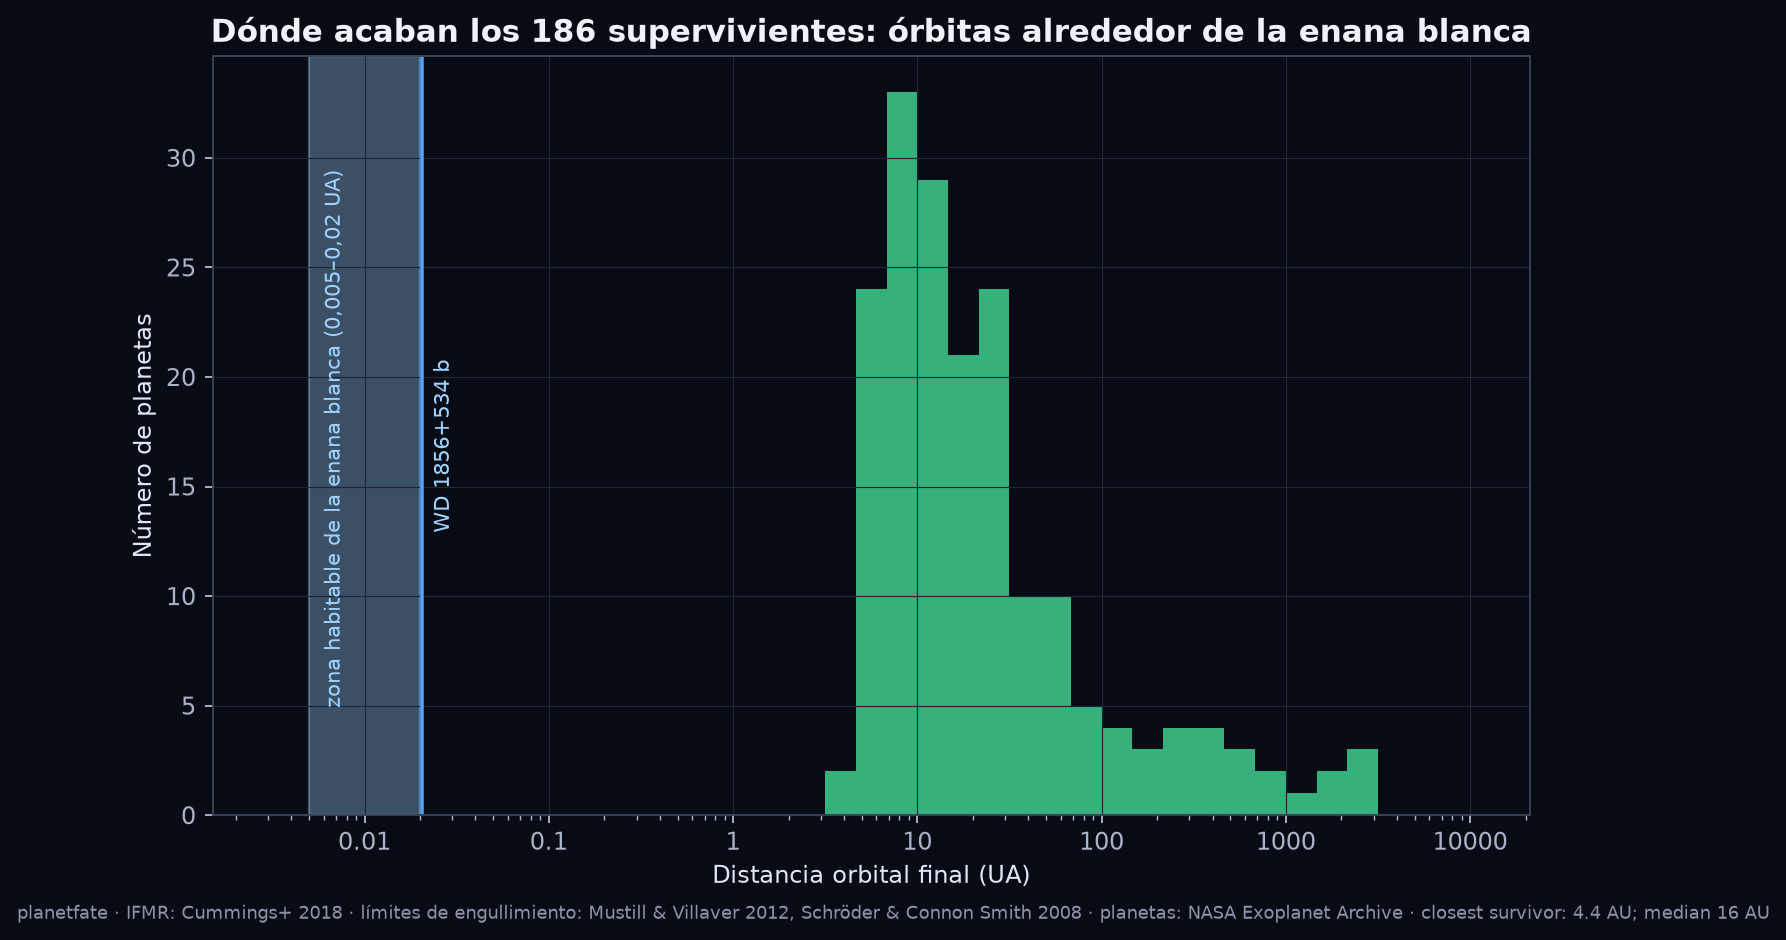 Dónde acaban los 186 supervivientes: órbitas alrededor de la enana blanca
Número de planetas
30
25
20
15
10
5
0
zona habitable de la enana blanca (0,005–0,02 UA)
WD 1856+534 b
0.01
0.1
1
10
100
1000
10000
Distancia orbital final (UA)
planetfate · IFMR: Cummings+ 2018 · límites de engullimiento: Mustill & Villaver 2012, Schröder & Connon Smith 2008 · planetas: NASA Exoplanet Archive · closest survivor: 4.4 AU; median 16 AU